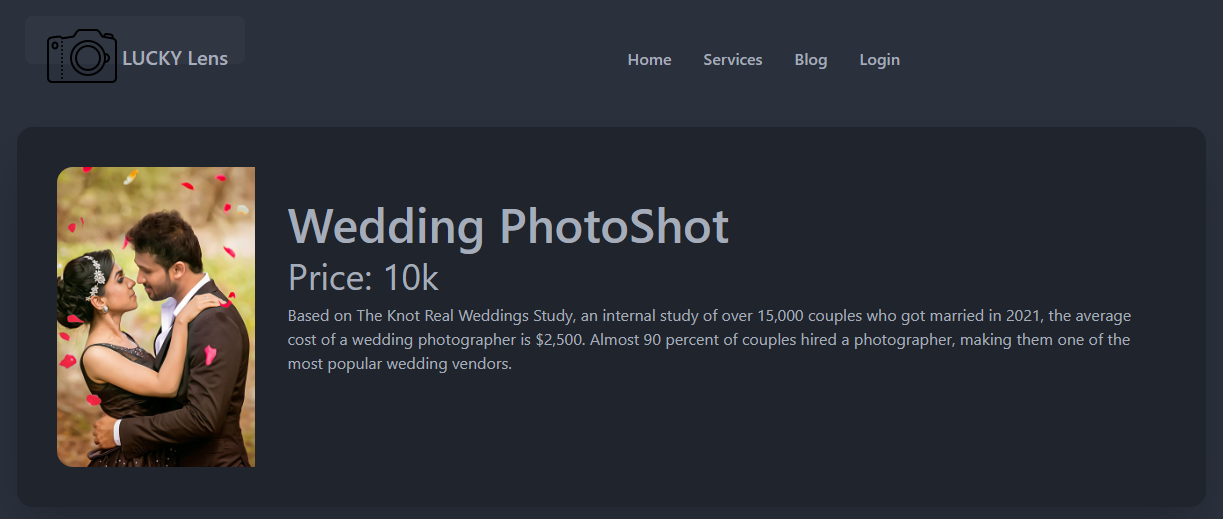 LUCKY Lens
Home Services Blog Login
Wedding PhotoShot
Price: 10k
Based on The Knot Real Weddings Study, an internal study of over 15,000 couples who got married in 2021, the average
cost of a wedding photographer is $2,500. Almost 90 percent of couples hired a photographer, making them one of the
most popular wedding vendors.